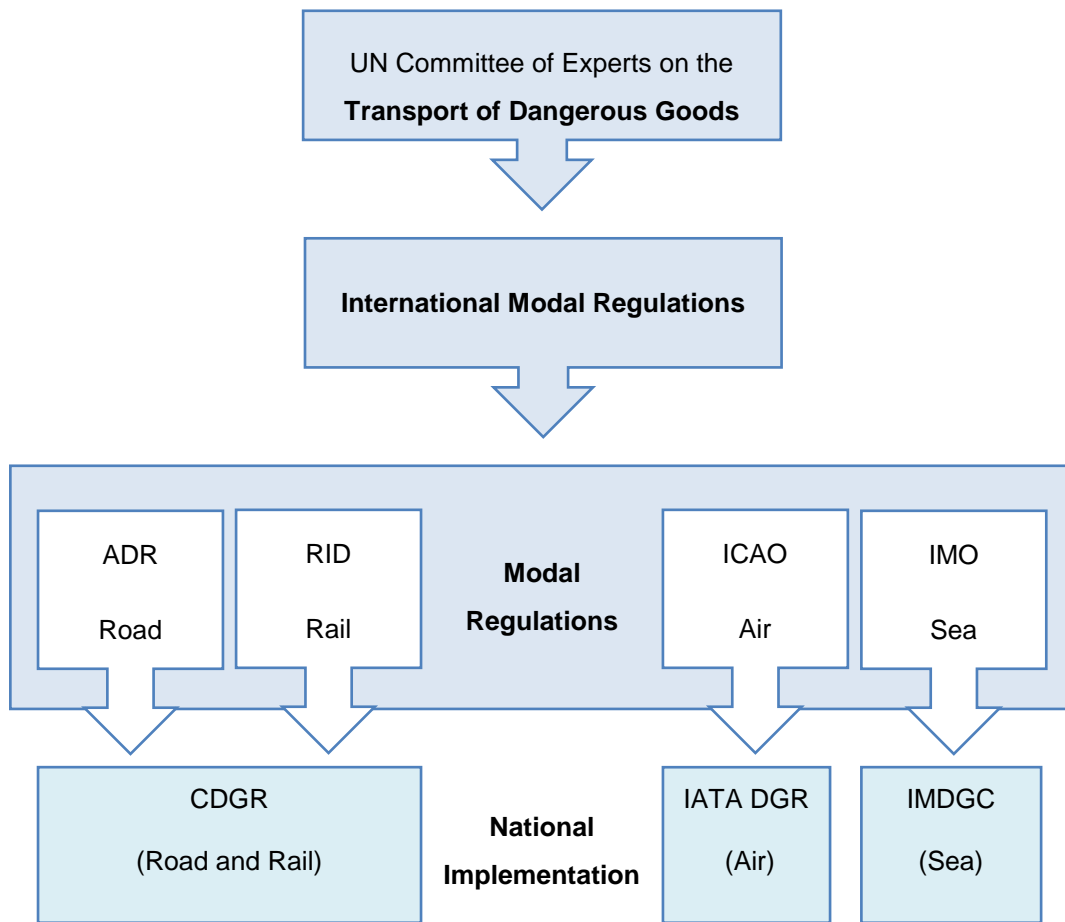 UN Committee of Experts on the
Transport of Dangerous Goods
International Modal Regulations
ADR
Road
RID
Rail
Modal
Regulations
ICAO
Air
IMO
Sea
CDGR
(Road and Rail)
National
Implementation
IATA DGR
(Air)
IMDGC
(Sea)